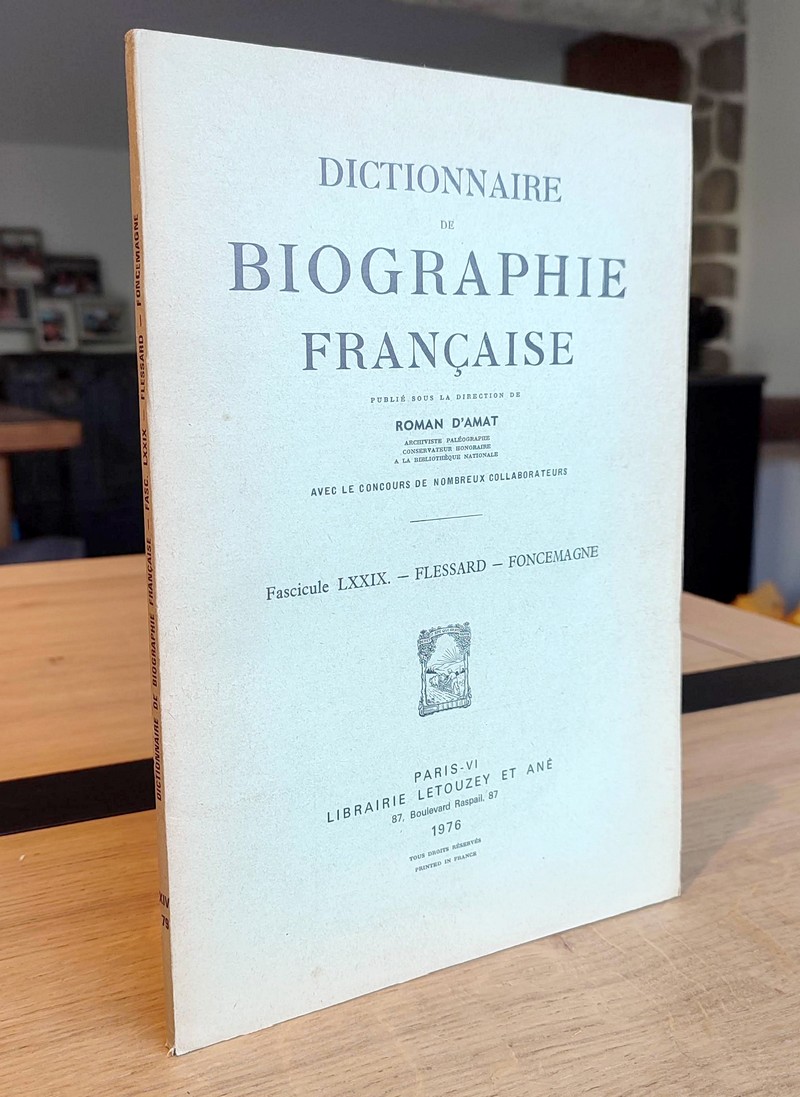 DICTIONNAIRE
DE
BIOGRAPHIE
FRANÇAISE
PUBLIÉ SOUS LA DIRECTION DE
ROMAN D'AMAT
ARCHIVISTE PALÉOGRAPHE
CONSERVATEUR HONORAIRE
A LA BIBLIOTHÈQUE NATIONALE
AVEC LE CONCOURS DE NOMBREUX COLLABORATEURS
Fascicule LXXIX. — FLESSARD — FONCEMAGNE
PARIS-VI
LIBRAIRIE LETOUZEY ET ANÉ
87, Boulevard Raspail, 87
1976
TOUS DROITS RÉSERVÉS
PRINTED IN FRANCE
DICTIONNAIRE DE BIOGRAPHIE FRANÇAISE — FASC. LXXIX — FLESSARD — FONCEMAGNE
XIV
79